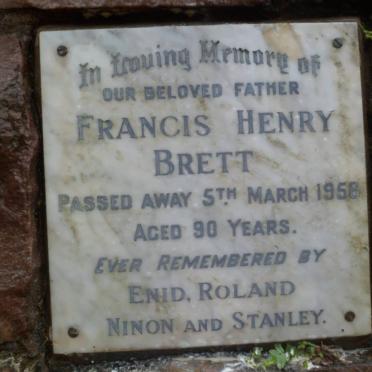 In Loving Memory of
OUR BELOVED FATHER
FRANCIS HENRY
BRETT
PASSED AWAY 5TH MARCH 1958
AGED 90 YEARS.
EVER REMEMBERED BY
ENID, ROLAND
NINON AND STANLEY.